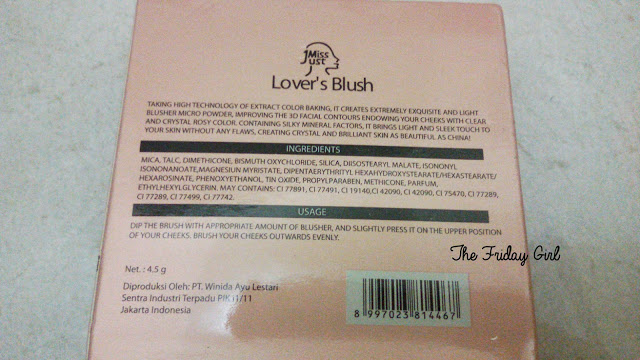 Miss
Just
Lover's Blush
TAKING HIGH TECHNOLOGY OF EXTRACT COLOR BAKING, IT CREATES EXTREMELY EXQUISITE AND LIGHT
BLUSHER MICRO POWDER, IMPROVING THE 3D FACIAL CONTOURS ENDOWING YOUR CHEEKS WITH CLEAR
AND CRYSTAL ROSY COLOR. CONTAINING SILKY MINERAL FACTORS, IT BRINGS LIGHT AND SLEEK TOUCH TO
YOUR SKIN WITHOUT ANY FLAWS, CREATING CRYSTAL AND BRILLIANT SKIN AS BEAUTIFUL AS CHINA!
INGREDIENTS
MICA, TALC, DIMETHICONE, BISMUTH OXYCHLORIDE, SILICA, DIISOSTEARYL MALATE, ISONONYL
ISONONANOATE,MAGNESIUN MYRISTATE, DIPENTAERYTHRITYL HEXAHYDROXYSTEARATE/HEXASTEARATE/
HEXAROSINATE, PHENOXYETHANOL, TIN OXIDE, PROPYLPARABEN, METHICONE, PARFUM,
ETHYLHEXYLGLYCERIN. MAY CONTAINS: CI 77891, CI 77491, CI 19140,CI 42090, CI 42090, CI 75470, CI 77289,
CI 77289, CI 77499, CI 77742.
USAGE
DIP THE BRUSH WITH APPROPRIATE AMOUNT OF BLUSHER, AND SLIGHTLY PRESS IT ON THE UPPER POSITION
OF YOUR CHEEKS. BRUSH YOUR CHEEKS OUTWARDS EVENLY.
The Friday Girl
Net. : 4.5 g
Diproduksi Oleh: PT. Winida Ayu Lestari
Sentra Industri Terpadu PIK J1/11
Jakarta Indonesia
8 997023 814467